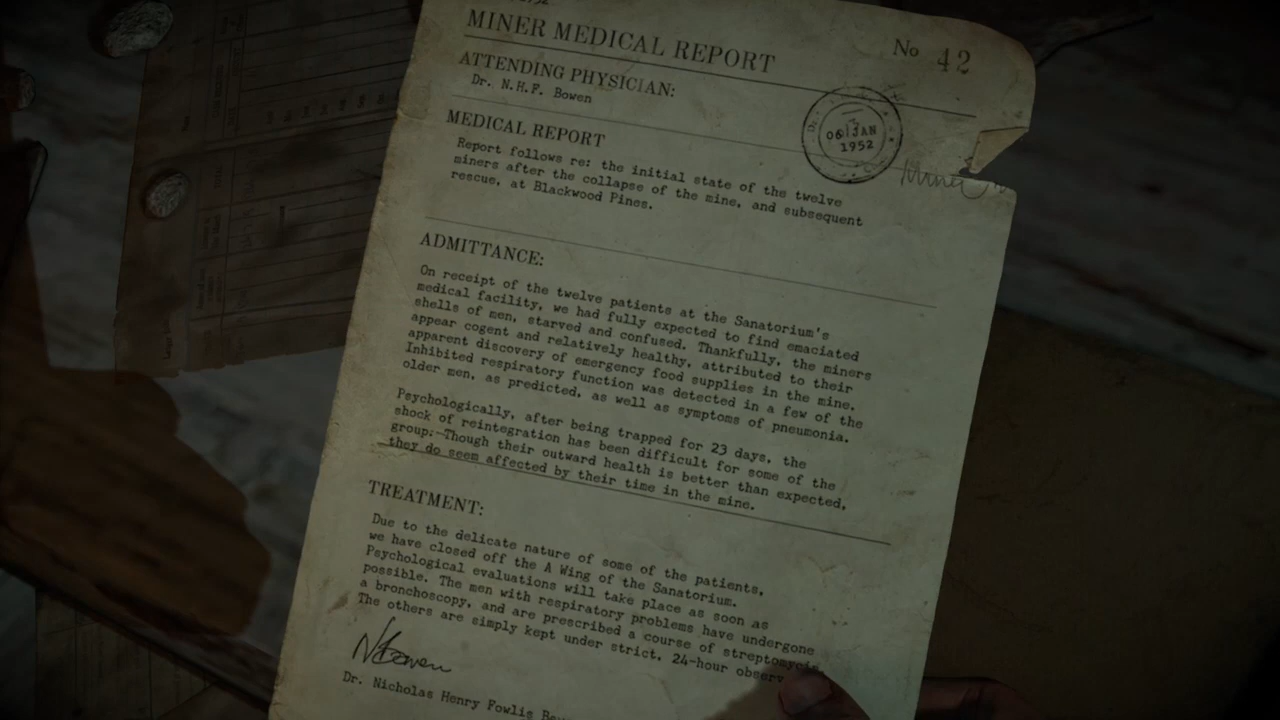 MINER MEDICAL REPORT
No 42
ATTENDING PHYSICIAN:
Dr. N.H.F. Bowen
06 JAN
1952
MEDICAL REPORT
Report follows re: the initial state of the twelve
miners after the collapse of the mine, and subsequent
rescue, at Blackwood Pines.
Miner
ADMITTANCE:
On receipt of the twelve patients at the Sanatorium's
medical facility, we had fully expected to find emaciated
shells of men, starved and confused. Thankfully, the miners
appear cogent and relatively healthy, attributed to their
apparent discovery of emergency food supplies in the mine.
Inhibited respiratory function was detected in a few of the
older men, as predicted, as well as symptoms of pneumonia.
Psychologically, after being trapped for 23 days, the
shock of reintegration has been difficult for some of the
group. Though their outward health is better than expected,
they do seem affected by their time in the mine.
TREATMENT:
Due to the delicate nature of some of the patients,
we have closed off the A Wing of the Sanatorium.
Psychological evaluations will take place as soon as
possible. The men with respiratory problems have undergone
a bronchoscopy, and are prescribed a course of streptomycin
The others are simply kept under strict, 24-hour observ
NBowen
Dr. Nicholas Henry Fowlis